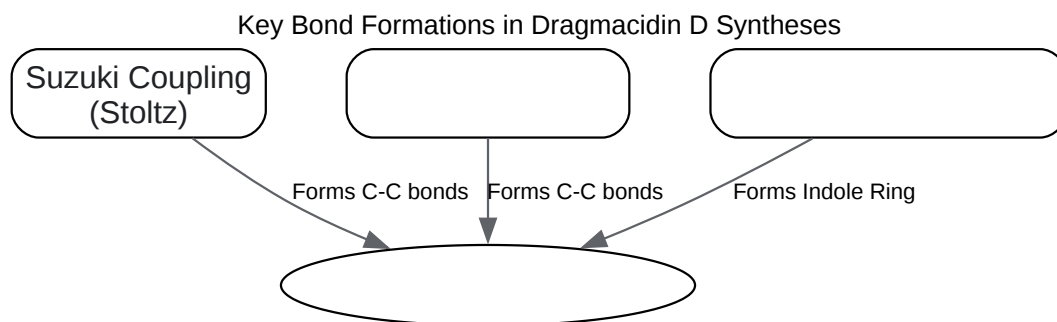 Key Bond Formations in Dragmacidin D Syntheses
Suzuki Coupling
(Stoltz)
Forms C-C bonds
Forms C-C bonds
Forms Indole Ring